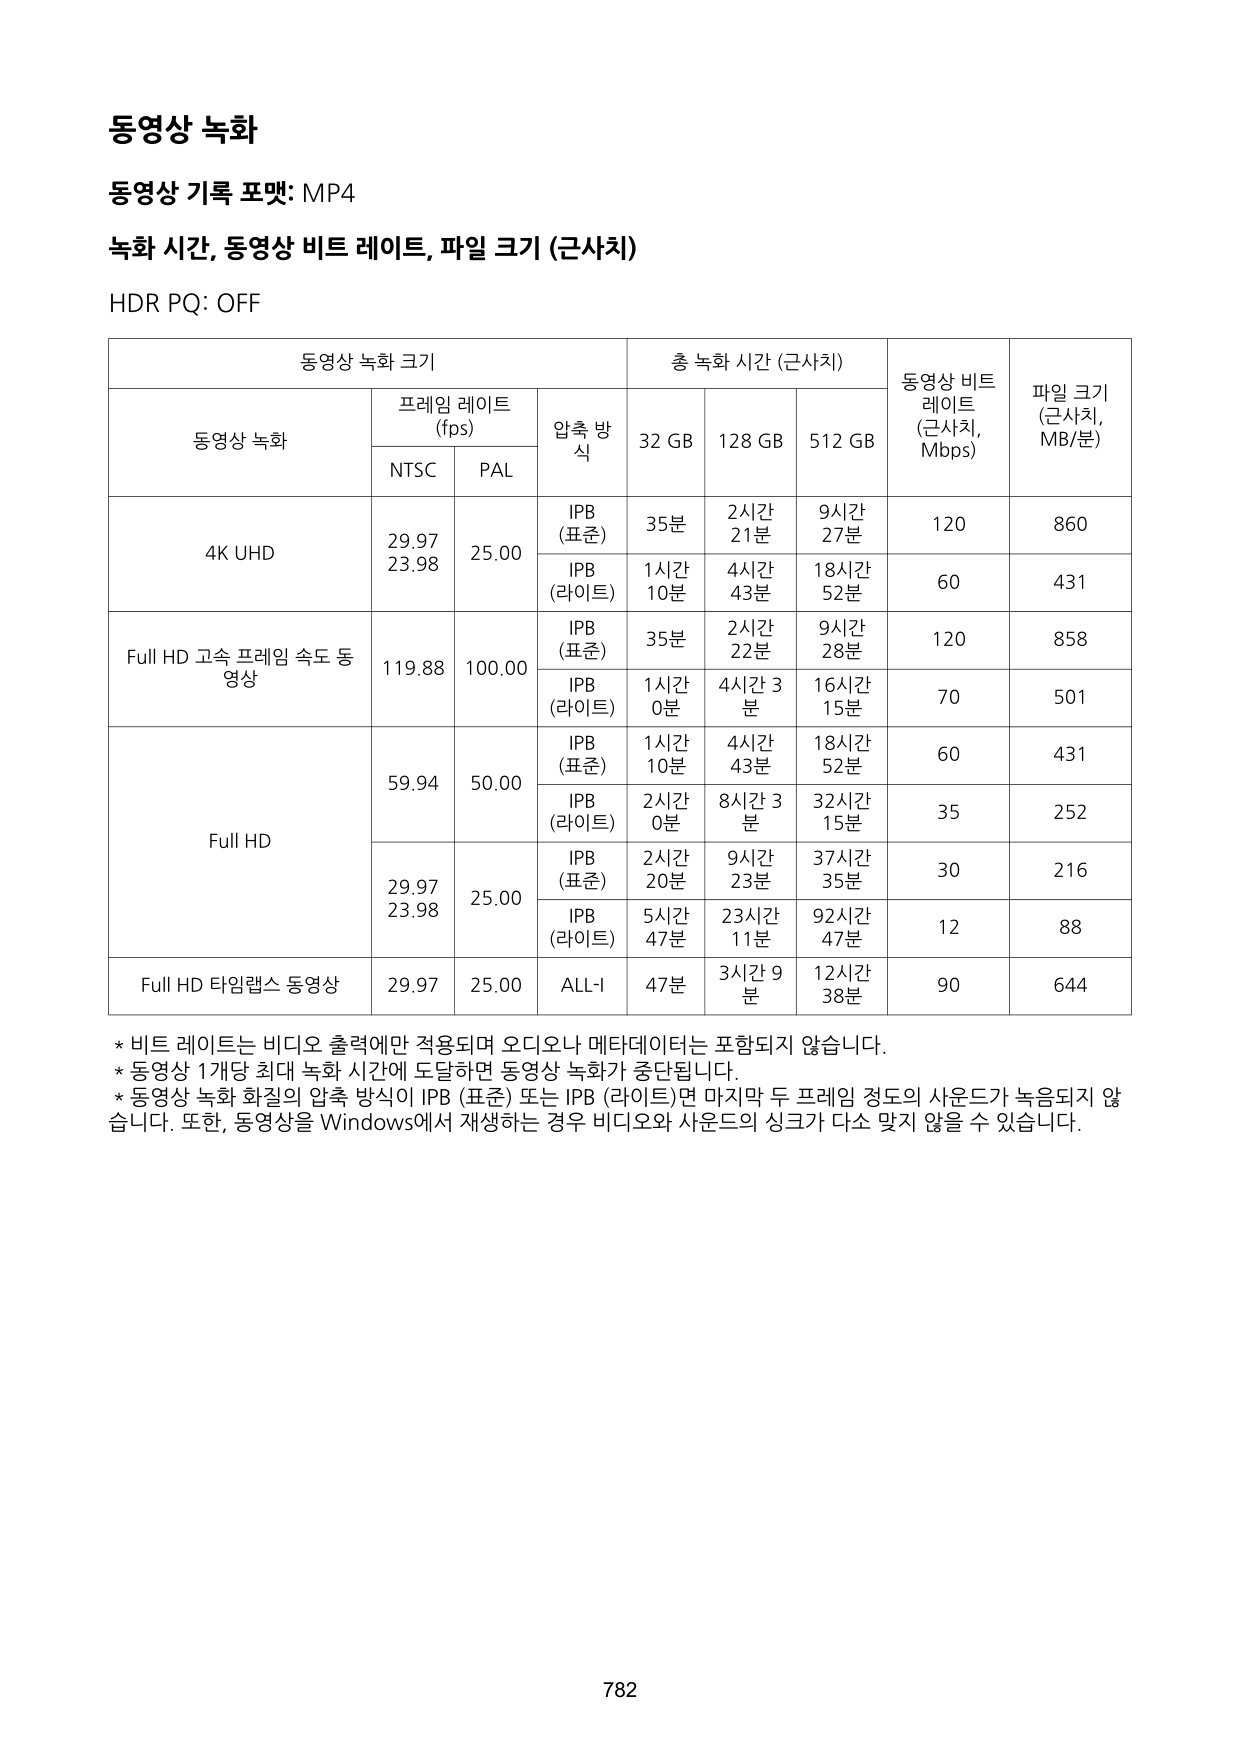 동영상 녹화
동영상 기록 포맷: MP4
녹화 시간, 동영상 비트 레이트, 파일 크기 (근사치)
HDR PQ: OFF
동영상 녹화 크기
총 녹화 시간 (근사치)
동영상 비트
레이트
(근사치,
Mbps)
파일 크기
(근사치,
MB/분)
동영상 녹화
프레임 레이트
(fps)
압축 방
식
32 GB
128 GB
512 GB
NTSC
PAL
4K UHD
29.97
23.98
25.00
IPB
(표준)
35분
2시간
21분
9시간
27분
120
860
IPB
(라이트)
1시간
10분
4시간
43분
18시간
52분
60
431
Full HD 고속 프레임 속도 동
영상
119.88
100.00
IPB
(표준)
35분
2시간
22분
9시간
28분
120
858
IPB
(라이트)
1시간
0분
4시간 3
분
16시간
15분
70
501
Full HD
59.94
50.00
IPB
(표준)
1시간
10분
4시간
43분
18시간
52분
60
431
IPB
(라이트)
2시간
0분
8시간 3
분
32시간
15분
35
252
29.97
23.98
25.00
IPB
(표준)
2시간
20분
9시간
23분
37시간
35분
30
216
IPB
(라이트)
5시간
47분
23시간
11분
92시간
47분
12
88
Full HD 타임랩스 동영상
29.97
25.00
ALL-I
47분
3시간 9
분
12시간
38분
90
644
* 비트 레이트는 비디오 출력에만 적용되며 오디오나 메타데이터는 포함되지 않습니다.
* 동영상 1개당 최대 녹화 시간에 도달하면 동영상 녹화가 중단됩니다.
* 동영상 녹화 화질의 압축 방식이 IPB (표준) 또는 IPB (라이트)면 마지막 두 프레임 정도의 사운드가 녹음되지 않
습니다. 또한, 동영상을 Windows에서 재생하는 경우 비디오와 사운드의 싱크가 다소 맞지 않을 수 있습니다.
782